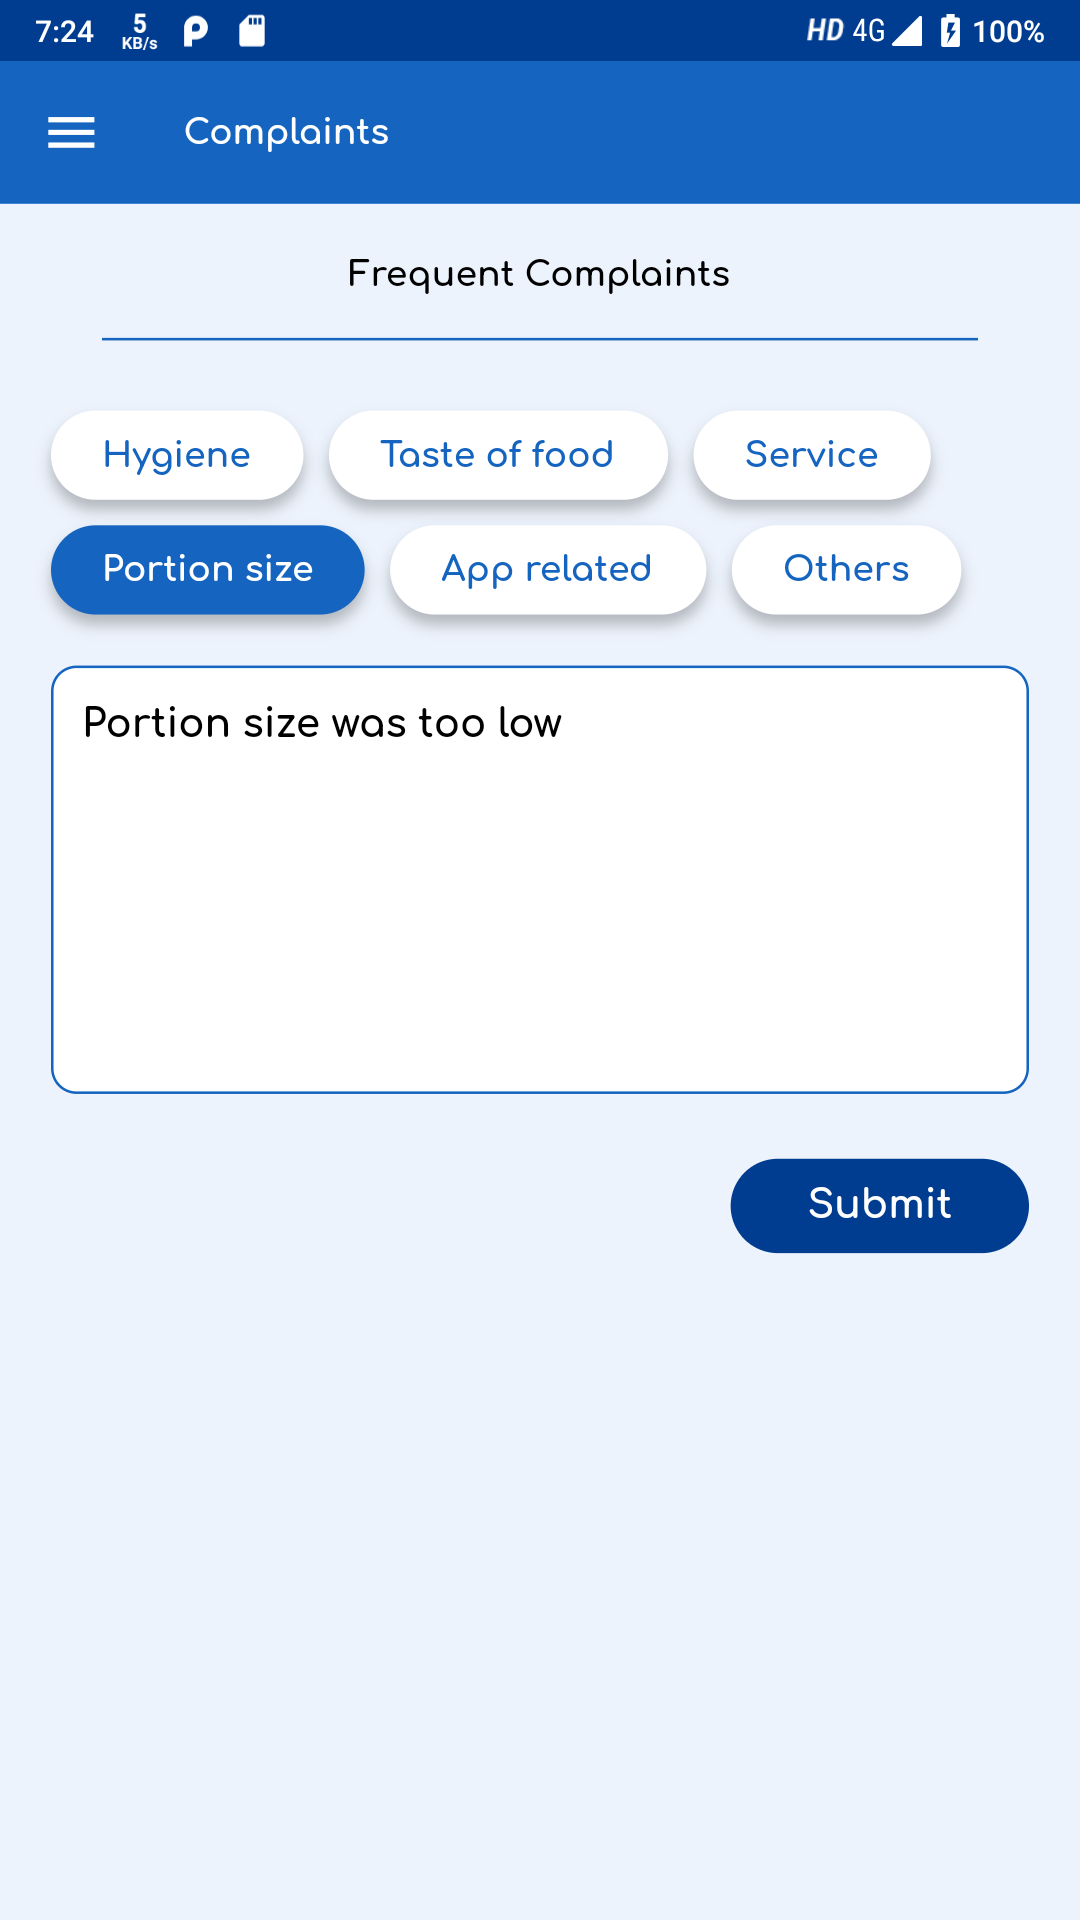 7:24 5 KB/s HD 4G 100%
Complaints
Frequent Complaints
Hygiene Taste of food Service
Portion size App related Others
Portion size was too low
Submit